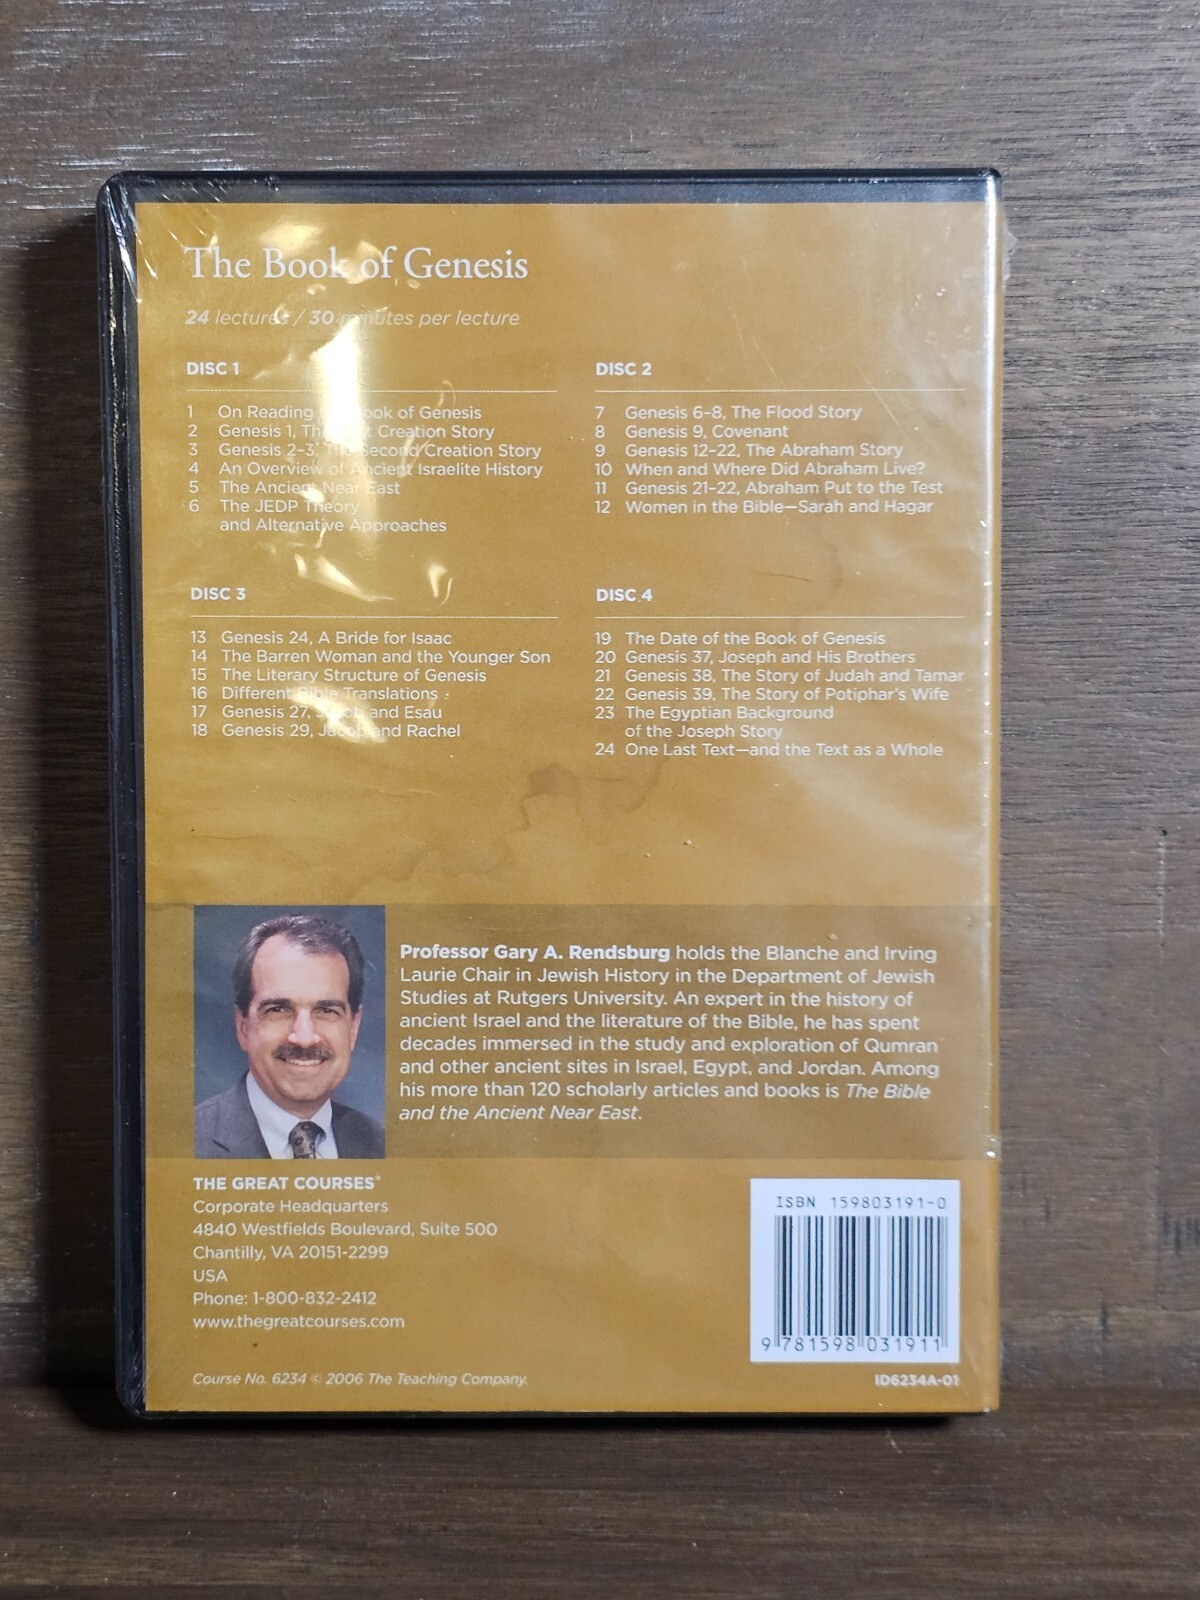 The Book of Genesis
24 lectures / 30 minutes per lecture
DISC 1
1 On Reading the Book of Genesis
2 Genesis 1, The First Creation Story
3 Genesis 2–3, The Second Creation Story
4 An Overview of Ancient Israelite History
5 The Ancient Near East
6 The JEDP Theory
and Alternative Approaches
DISC 2
7 Genesis 6–8, The Flood Story
8 Genesis 9, Covenant
9 Genesis 12–22, The Abraham Story
10 When and Where Did Abraham Live?
11 Genesis 21–22, Abraham Put to the Test
12 Women in the Bible—Sarah and Hagar
DISC 3
13 Genesis 24, A Bride for Isaac
14 The Barren Woman and the Younger Son
15 The Literary Structure of Genesis
16 Different Bible Translations
17 Genesis 27, Jacob and Esau
18 Genesis 29, Jacob and Rachel
DISC 4
19 The Date of the Book of Genesis
20 Genesis 37, Joseph and His Brothers
21 Genesis 38, The Story of Judah and Tamar
22 Genesis 39, The Story of Potiphar's Wife
23 The Egyptian Background
of the Joseph Story
24 One Last Text—and the Text as a Whole
Professor Gary A. Rendsburg holds the Blanche and Irving
Laurie Chair in Jewish History in the Department of Jewish
Studies at Rutgers University. An expert in the history of
ancient Israel and the literature of the Bible, he has spent
decades immersed in the study and exploration of Qumran
and other ancient sites in Israel, Egypt, and Jordan. Among
his more than 120 scholarly articles and books is The Bible
and the Ancient Near East.
THE GREAT COURSES®
Corporate Headquarters
4840 Westfields Boulevard, Suite 500
Chantilly, VA 20151-2299
USA
Phone: 1-800-832-2412
www.thegreatcourses.com
Course No. 6234 © 2006 The Teaching Company.
ISBN 159803191-0
9 781598 031911
ID6234A-01